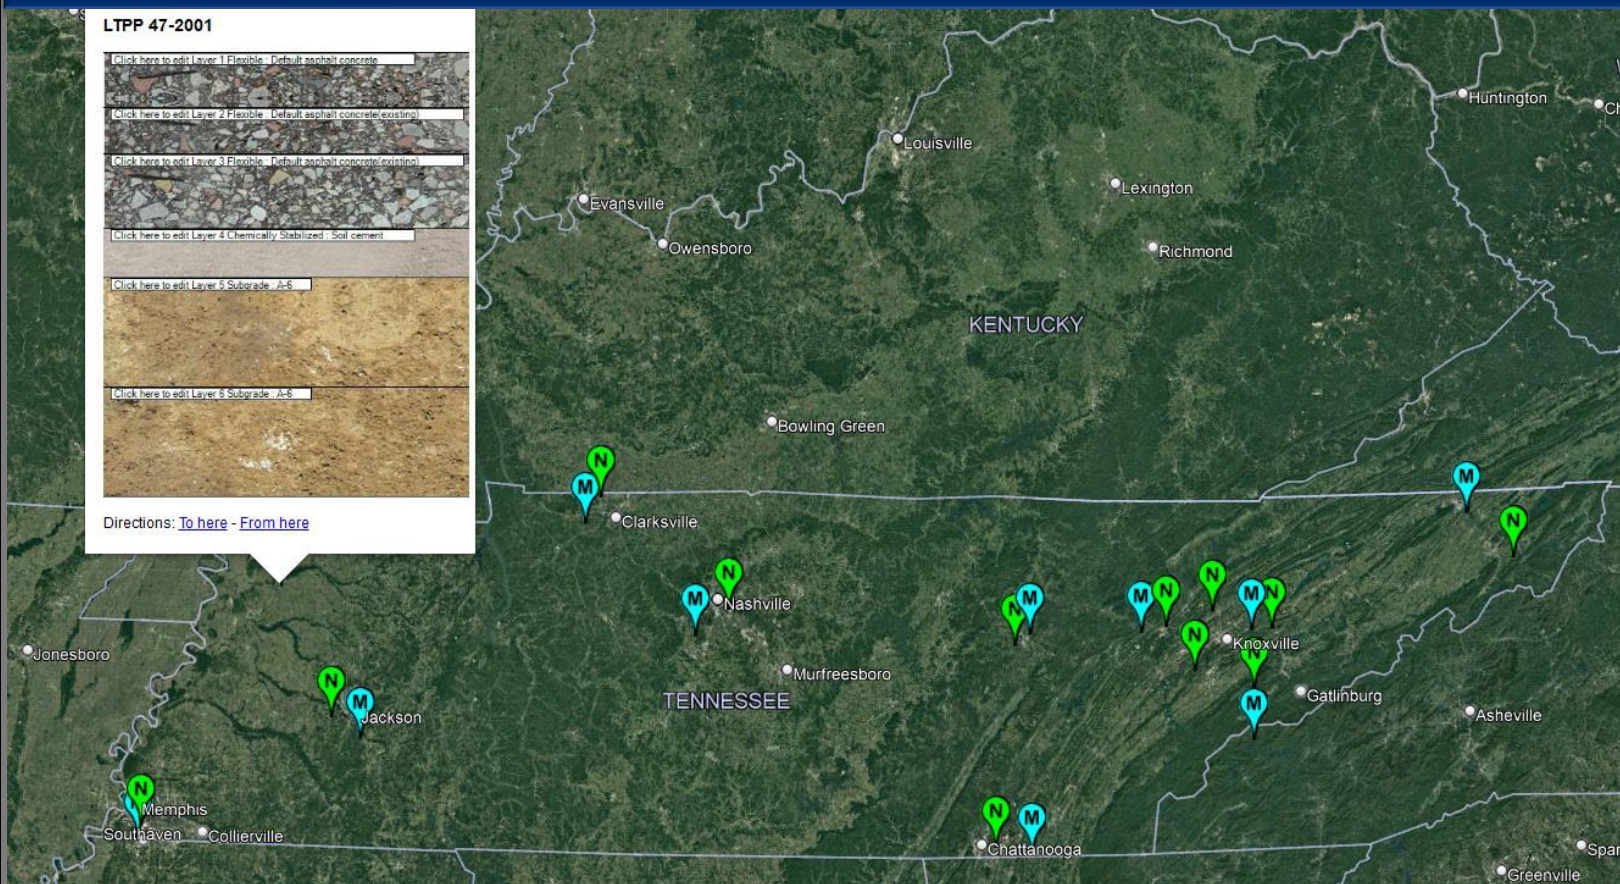 LTPP 47-2001
Click here to edit Layer 1 Flexible : Default asphalt concrete
Click here to edit Layer 2 Flexible : Default asphalt concrete(existing)
Click here to edit Layer 3 Flexible : Default asphalt concrete(existing)
Click here to edit Layer 4 Chemically Stabilized : Soil cement
Click here to edit Layer 5 Subgrade : A-6
Click here to edit Layer 6 Subgrade : A-6
Directions: To here - From here
Huntington
Louisville
Lexington
Evansville
Owensboro
Richmond
KENTUCKY
Bowling Green
N
M
Clarksville
M
N
N
M
Nashville
N
M
M
N
N
M
N
N
Knoxville
N
Jonesboro
Murfreesboro
TENNESSEE
N
M
Jackson
M
Gatlinburg
Asheville
N
Memphis
Southaven
Collierville
N
M
Chattanooga
Greenville